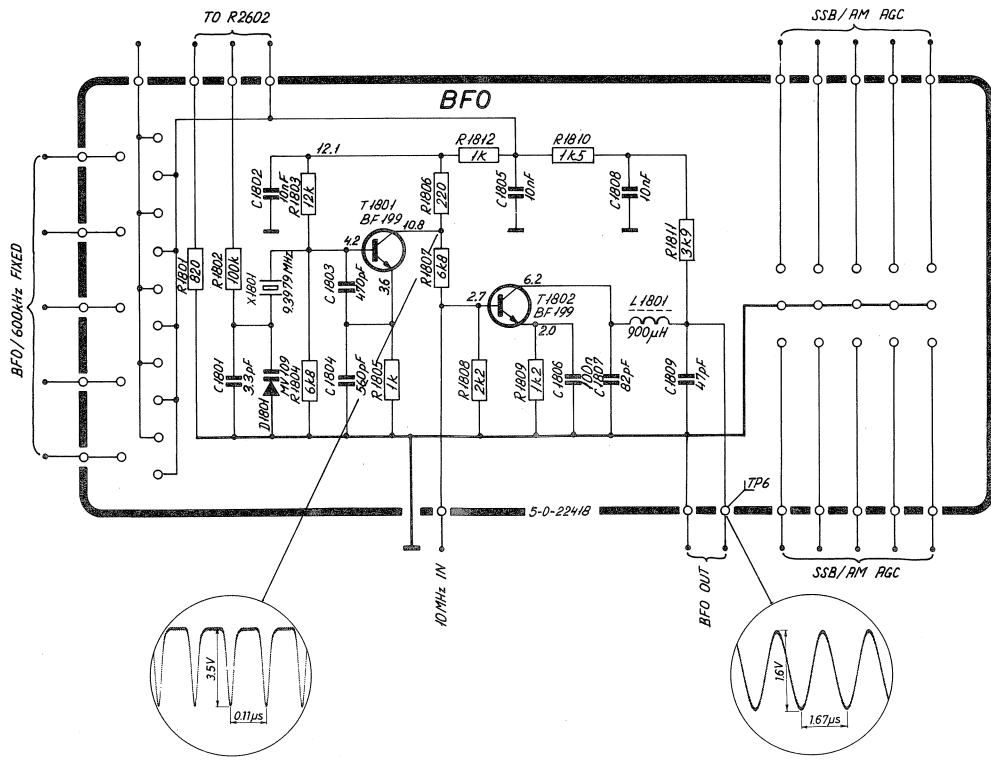 TO R2602
SSB/AM AGC
BFO
BFO/600kHz FIXED
R1801
820
R1802
100k
C1802
10nF
R1803
12k
12.1
X1801
9,3979 MHz
C1801
3.3pF
D1801
MV109
R1804
6k8
C1803
470pF
C1804
560pF
R1805
1k
T1801
BF199
4.2
10.8
3.6
R1806
220
R1807
6k8
R1812
1k
C1805
10nF
R1810
1k5
C1808
10nF
R1811
3k9
2.7
6.2
T1802
BF199
2.0
R1808
2k2
R1809
1k2
C1806
100n
C1807
82pF
L1801
900µH
C1809
47pF
TP6
5-0-22418
10MHz IN
BFO OUT
SSB/AM AGC
3.5V
0.11µs
1.6V
1.67µs